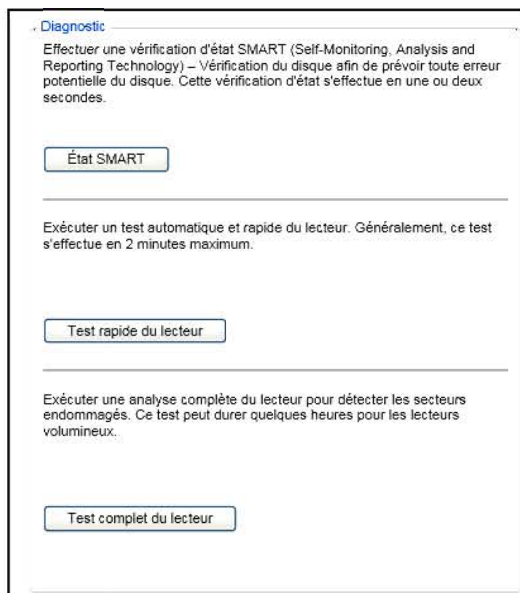 Diagnostic
Effectuer une vérification d'état SMART (Self-Monitoring, Analysis and
Reporting Technology) – Vérification du disque afin de prévoir toute erreur
potentielle du disque. Cette vérification d'état s'effectue en une ou deux
secondes.
État SMART
Exécuter un test automatique et rapide du lecteur. Généralement, ce test
s'effectue en 2 minutes maximum.
Test rapide du lecteur
Exécuter une analyse complète du lecteur pour détecter les secteurs
endommagés. Ce test peut durer quelques heures pour les lecteurs
volumineux.
Test complet du lecteur